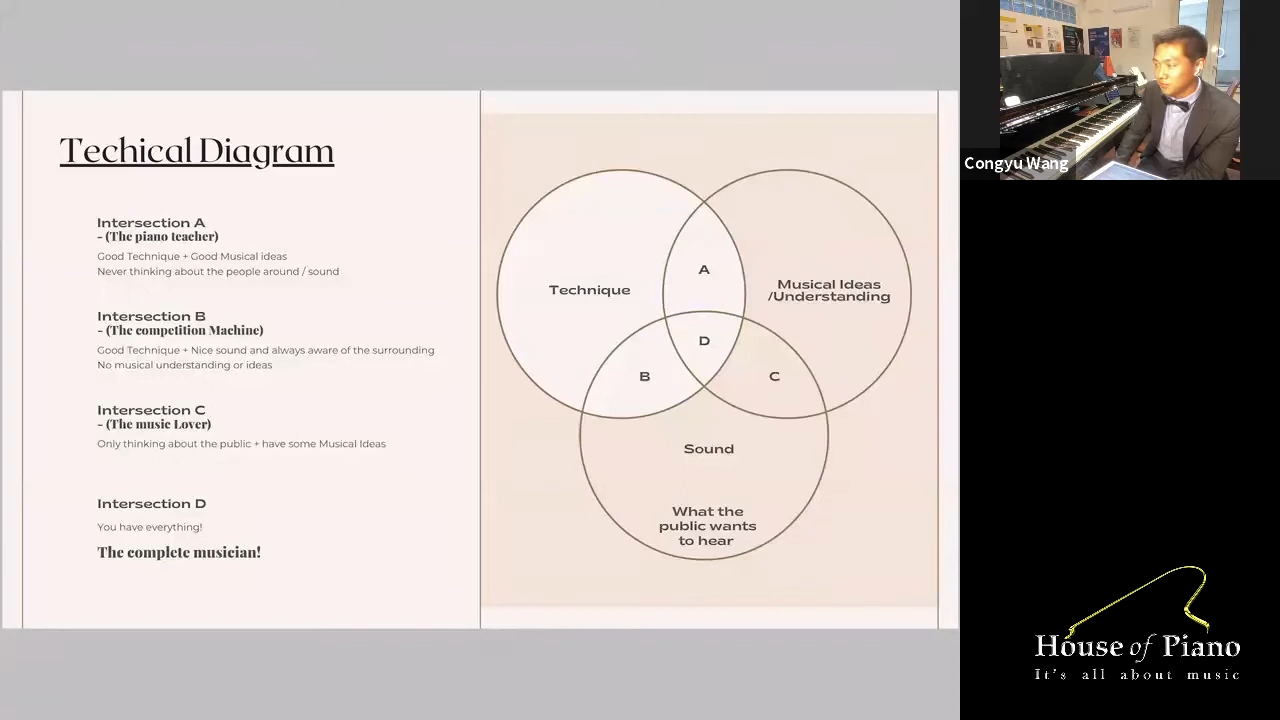 Techical Diagram
Intersection A
- (The piano teacher)
Good Technique + Good Musical ideas
Never thinking about the people around / sound
Intersection B
- (The competition Machine)
Good Technique + Nice sound and always aware of the surrounding
No musical understanding or ideas
Intersection C
- (The music Lover)
Only thinking about the public + have some Musical Ideas
Intersection D
You have everything!
The complete musician!
Technique
A
Musical Ideas
/Understanding
D
B
C
Sound
What the
public wants
to hear
Congyu Wang
House of Piano
It's all about music